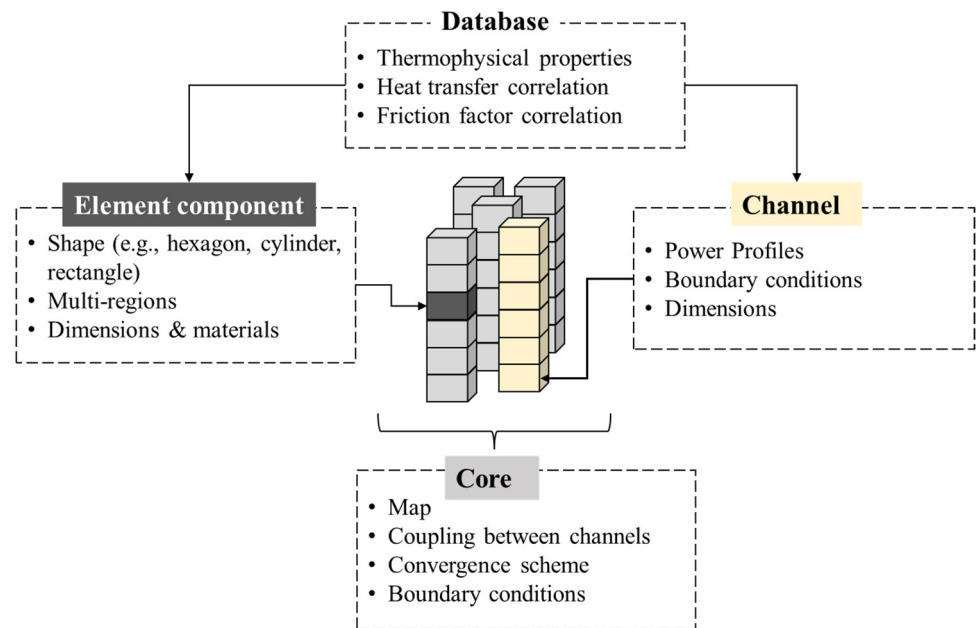 Database
• Thermophysical properties
• Heat transfer correlation
• Friction factor correlation
Element component
• Shape (e.g., hexagon, cylinder,
rectangle)
• Multi-regions
• Dimensions & materials
Channel
• Power Profiles
• Boundary conditions
• Dimensions
Core
• Map
• Coupling between channels
• Convergence scheme
• Boundary conditions